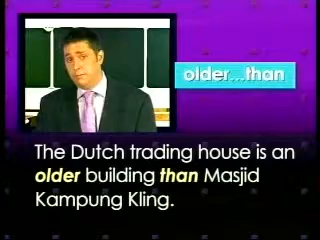 older...than
The Dutch trading house is an
older building than Masjid
Kampung Kling.